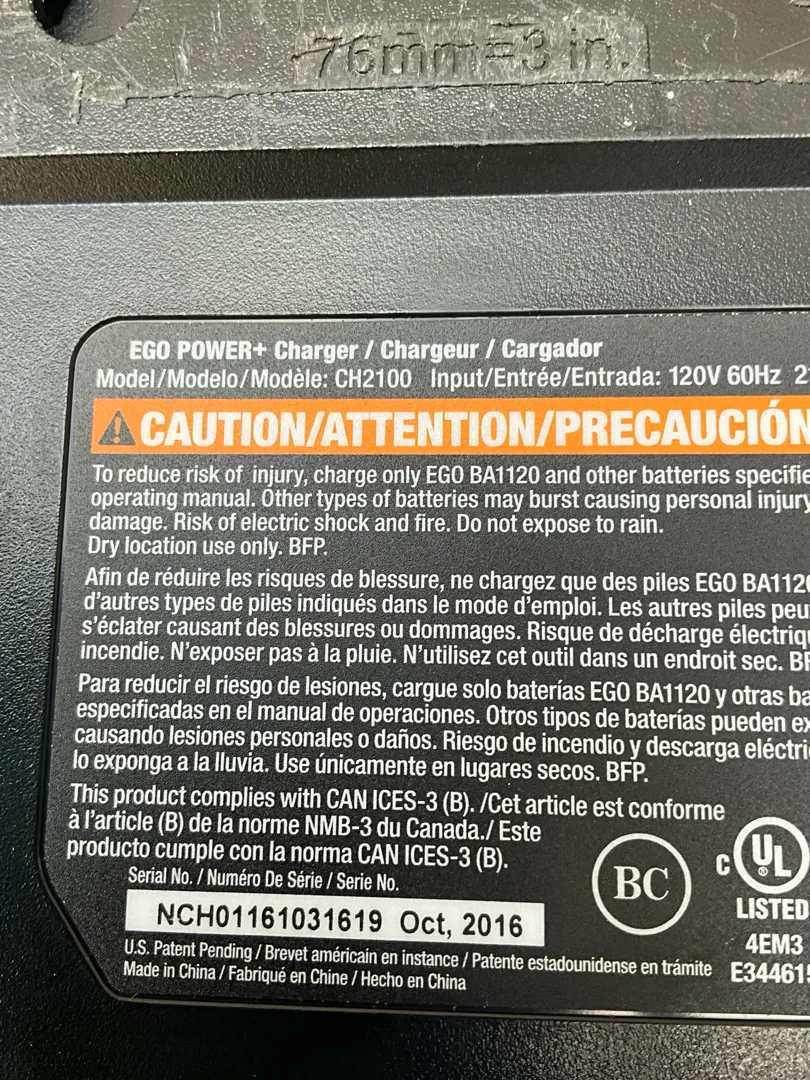 76mm=3 in.
EGO POWER+ Charger / Chargeur / Cargador
Model/Modelo/Modèle: CH2100 Input/Entrée/Entrada: 120V 60Hz 2
CAUTION/ATTENTION/PRECAUCIÓN
To reduce risk of injury, charge only EGO BA1120 and other batteries specifie
operating manual. Other types of batteries may burst causing personal injury
damage. Risk of electric shock and fire. Do not expose to rain.
Dry location use only. BFP.
Afin de réduire les risques de blessure, ne chargez que des piles EGO BA1120
d'autres types de piles indiqués dans le mode d'emploi. Les autres piles peu
s'éclater causant des blessures ou dommages. Risque de décharge électriq
incendie. N'exposer pas à la pluie. N'utilisez cet outil dans un endroit sec. BF
Para reducir el riesgo de lesiones, cargue solo baterías EGO BA1120 y otras ba
especificadas en el manual de operaciones. Otros tipos de baterías pueden ex
causando lesiones personales o daños. Riesgo de incendio y descarga eléctri
lo exponga a la lluvia. Use únicamente en lugares secos. BFP.
This product complies with CAN ICES-3 (B). /Cet article est conforme
à l'article (B) de la norme NMB-3 du Canada./ Este
producto cumple con la norma CAN ICES-3 (B).
Serial No. / Numéro De Série / Serie No.
NCH01161031619 Oct, 2016
U.S. Patent Pending / Brevet américain en instance / Patente estadounidense en trámite
Made in China / Fabriqué en Chine / Hecho en China
BC
C UL ®
LISTED
4EM3
E344615